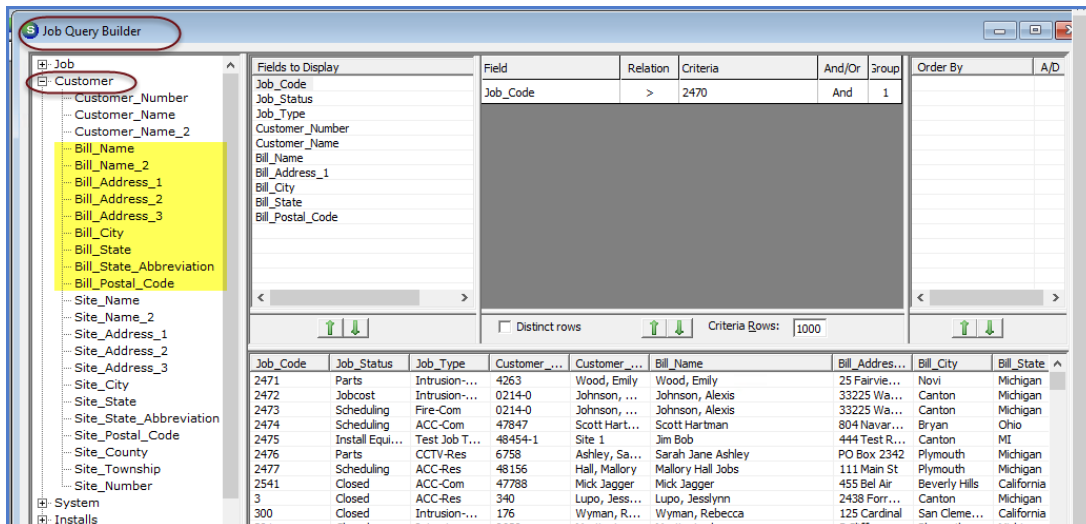 Job Query Builder
Job
Customer
Customer_Number
Customer_Name
Customer_Name_2
Bill_Name
Bill_Name_2
Bill_Address_1
Bill_Address_2
Bill_Address_3
Bill_City
Bill_State
Bill_State_Abbreviation
Bill_Postal_Code
Site_Name
Site_Name_2
Site_Address_1
Site_Address_2
Site_Address_3
Site_City
Site_State
Site_State_Abbreviation
Site_Postal_Code
Site_County
Site_Township
Site_Number
System
Installs
Fields to Display
Job_Code
Job_Status
Job_Type
Customer_Number
Customer_Name
Bill_Name
Bill_Address_1
Bill_City
Bill_State
Bill_Postal_Code
Field Relation Criteria And/Or Group
Job_Code > 2470 And 1
Order By A/D
Distinct rows Criteria Rows: 1000
Job_Code Job_Status Job_Type Customer_... Customer_... Bill_Name Bill_Addres... Bill_City Bill_State
2471 Parts Intrusion-... 4263 Wood, Emily Wood, Emily 25 Fairvie... Novi Michigan
2472 Jobcost Intrusion-... 0214-0 Johnson, ... Johnson, Alexis 33225 Wa... Canton Michigan
2473 Scheduling Fire-Com 0214-0 Johnson, ... Johnson, Alexis 33225 Wa... Canton Michigan
2474 Scheduling ACC-Com 47847 Scott Hart... Scott Hartman 804 Navar... Bryan Ohio
2475 Install Equi... Test Job T... 48454-1 Site 1 Jim Bob 444 Test R... Canton MI
2476 Parts CCTV-Res 6758 Ashley, Sa... Sarah Jane Ashley PO Box 2342 Plymouth Michigan
2477 Scheduling ACC-Res 48156 Hall, Mallory Mallory Hall Jobs 111 Main St Plymouth Michigan
2541 Closed ACC-Com 47788 Mick Jagger Mick Jagger 455 Bel Air Beverly Hills California
3 Closed ACC-Res 340 Lupo, Jess... Lupo, Jesslynn 2438 Forr... Canton Michigan
300 Closed Intrusion-... 176 Wyman, R... Wyman, Rebecca 125 Cardinal San Cleme... California